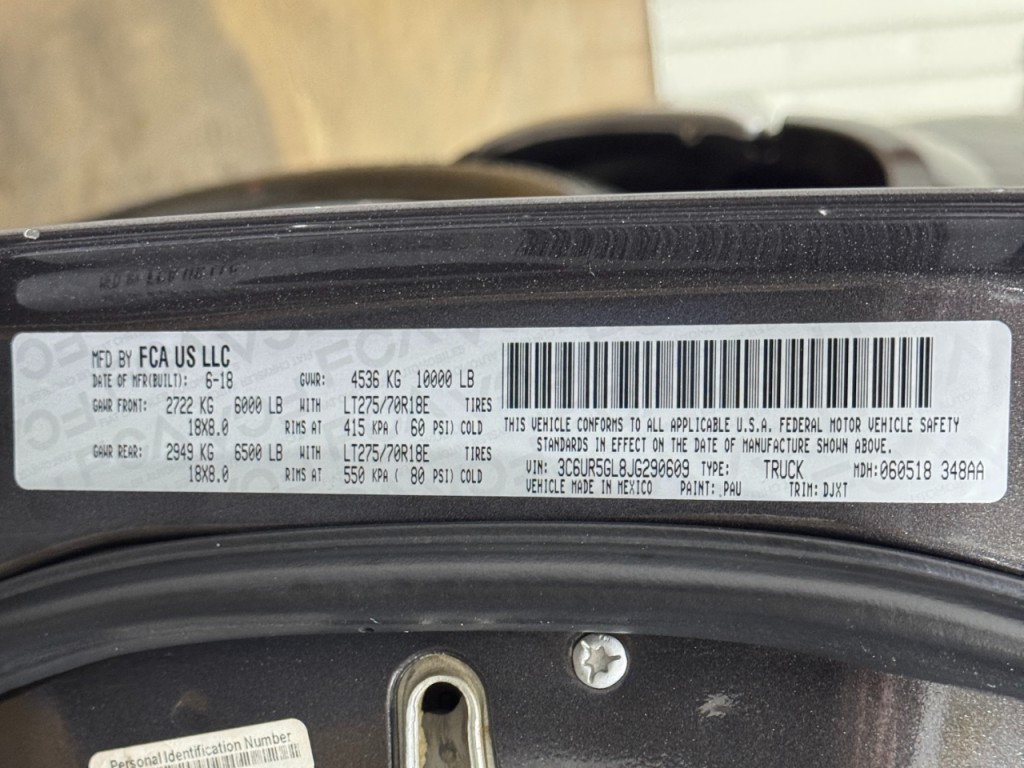 MFD BY FCA US LLC
DATE OF MFR(BUILT): 6-18 GVWR: 4536 KG 10000 LB
GAWR FRONT: 2722 KG 6000 LB WITH LT275/70R18E TIRES
18X8.0 RIMS AT 415 KPA ( 60 PSI) COLD
GAWR REAR: 2949 KG 6500 LB WITH LT275/70R18E TIRES
18X8.0 RIMS AT 550 KPA ( 80 PSI) COLD
THIS VEHICLE CONFORMS TO ALL APPLICABLE U.S.A. FEDERAL MOTOR VEHICLE SAFETY
STANDARDS IN EFFECT ON THE DATE OF MANUFACTURE SHOWN ABOVE.
VIN: 3C6UR5GL8JG290609 TYPE: TRUCK MDH: 060518 348AA
VEHICLE MADE IN MEXICO PAINT: PAU TRIM: DJXT
Personal Identification Number